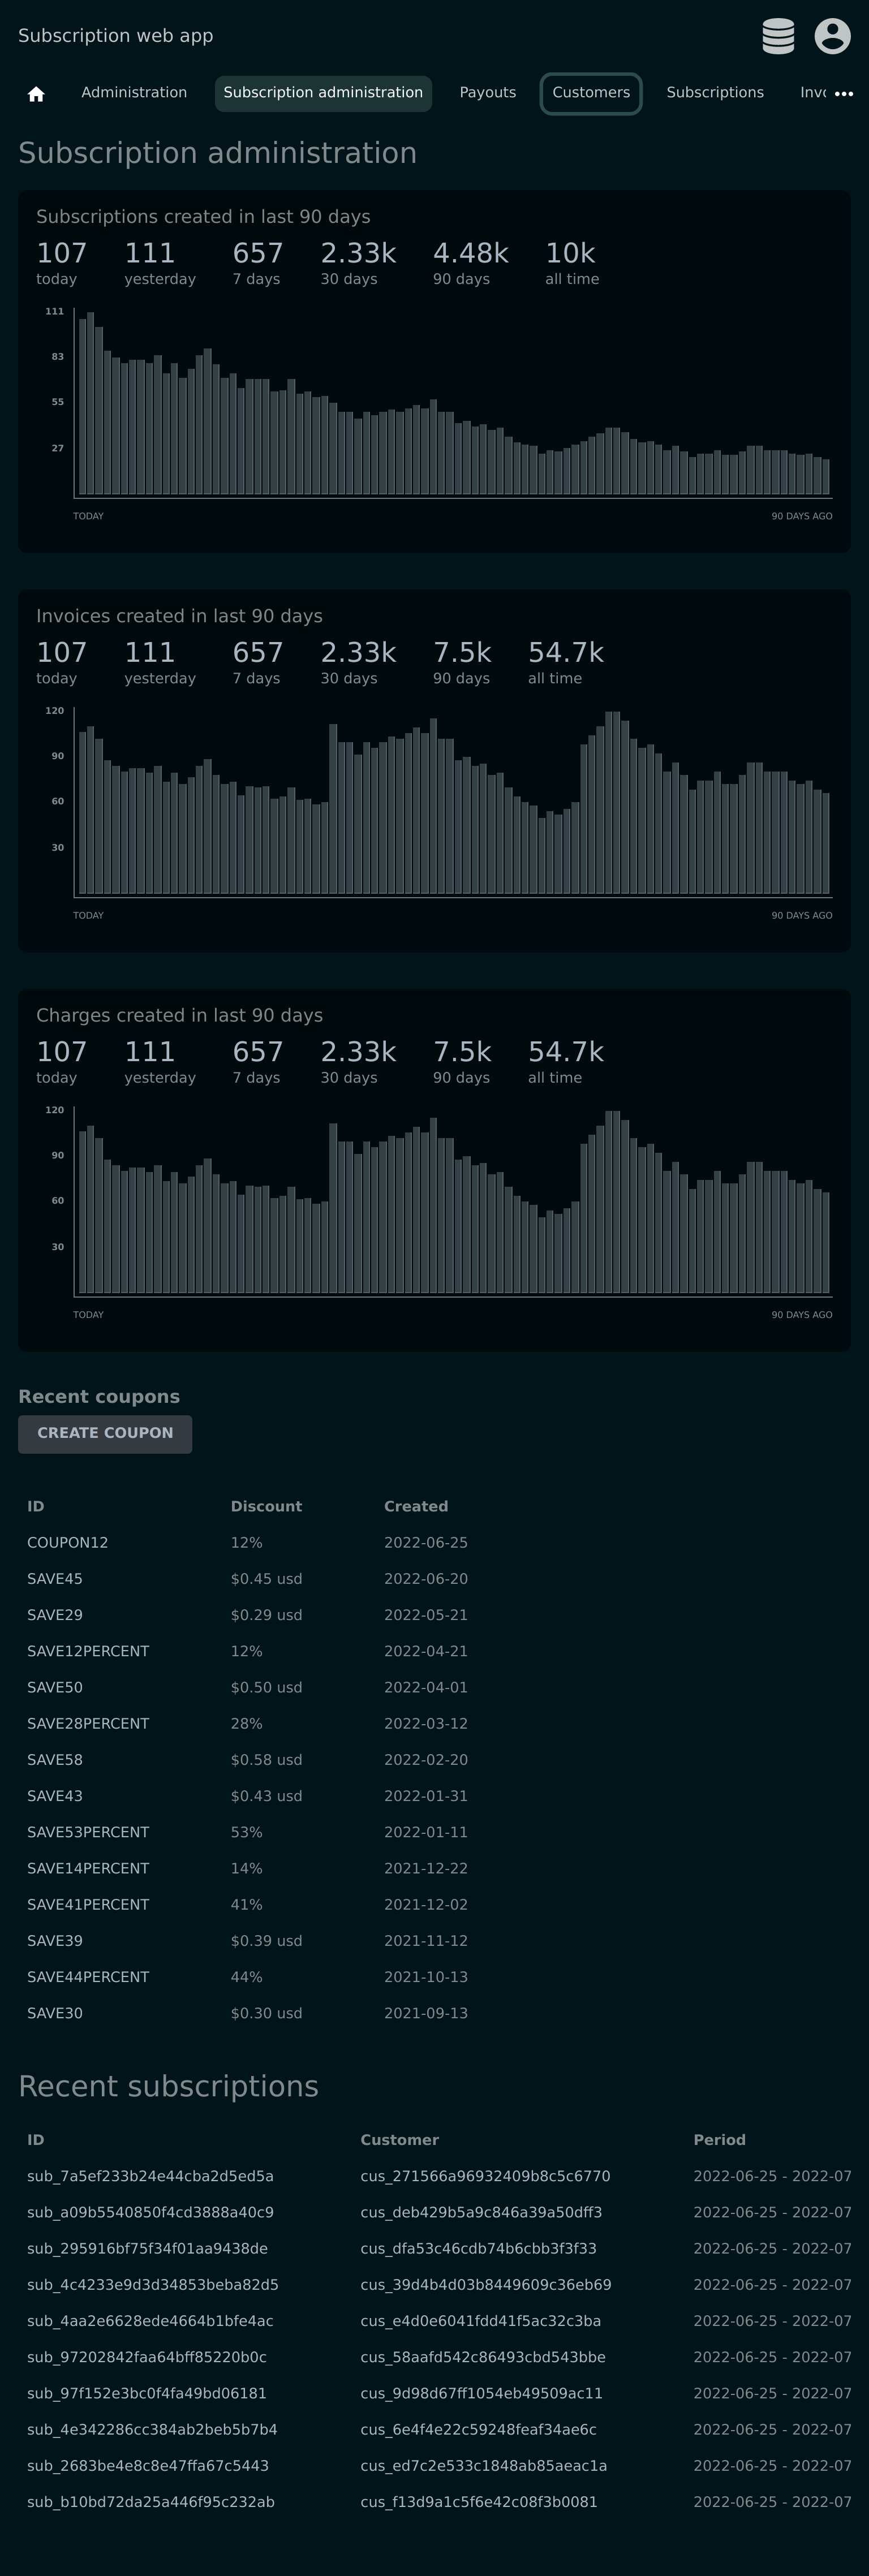 Subscription web app
Administration Subscription administration Payouts Customers Subscriptions
Subscription administration
Subscriptions created in last 90 days
107 111 657 2.33k 4.48k 10k
today yesterday 7 days 30 days 90 days all time
111
83
55
27
TODAY 90 DAYS AGO
Invoices created in last 90 days
107 111 657 2.33k 7.5k 54.7k
today yesterday 7 days 30 days 90 days all time
120
90
60
30
TODAY 90 DAYS AGO
Charges created in last 90 days
107 111 657 2.33k 7.5k 54.7k
today yesterday 7 days 30 days 90 days all time
120
90
60
30
TODAY 90 DAYS AGO
Recent coupons
CREATE COUPON
ID Discount Created
COUPON12 12% 2022-06-25
SAVE45 $0.45 usd 2022-06-20
SAVE29 $0.29 usd 2022-05-21
SAVE12PERCENT 12% 2022-04-21
SAVE50 $0.50 usd 2022-04-01
SAVE28PERCENT 28% 2022-03-12
SAVE58 $0.58 usd 2022-02-20
SAVE43 $0.43 usd 2022-01-31
SAVE53PERCENT 53% 2022-01-11
SAVE14PERCENT 14% 2021-12-22
SAVE41PERCENT 41% 2021-12-02
SAVE39 $0.39 usd 2021-11-12
SAVE44PERCENT 44% 2021-10-13
SAVE30 $0.30 usd 2021-09-13
Recent subscriptions
ID Customer Period
sub_7a5ef233b24e44cba2d5ed5a cus_271566a96932409b8c5c6770 2022-06-25 - 2022-07
sub_a09b5540850f4cd3888a40c9 cus_deb429b5a9c846a39a50dff3 2022-06-25 - 2022-07
sub_295916bf75f34f01aa9438de cus_dfa53c46cdb74b6cbb3f3f33 2022-06-25 - 2022-07
sub_4c4233e9d3d34853beba82d5 cus_39d4b4d03b8449609c36eb69 2022-06-25 - 2022-07
sub_4aa2e6628ede4664b1bfe4ac cus_e4d0e6041fdd41f5ac32c3ba 2022-06-25 - 2022-07
sub_97202842faa64bff85220b0c cus_58aafd542c86493cbd543bbe 2022-06-25 - 2022-07
sub_97f152e3bc0f4fa49bd06181 cus_9d98d67ff1054eb49509ac11 2022-06-25 - 2022-07
sub_4e342286cc384ab2beb5b7b4 cus_6e4f4e22c59248feaf34ae6c 2022-06-25 - 2022-07
sub_2683be4e8c8e47ffa67c5443 cus_ed7c2e533c1848ab85aeac1a 2022-06-25 - 2022-07
sub_b10bd72da25a446f95c232ab cus_f13d9a1c5f6e42c08f3b0081 2022-06-25 - 2022-07